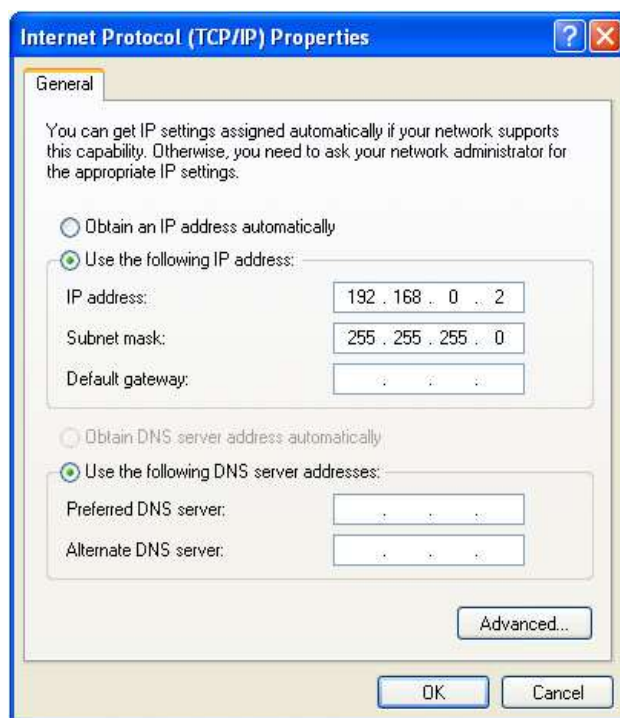 Internet Protocol (TCP/IP) Properties
General
You can get IP settings assigned automatically if your network supports
this capability. Otherwise, you need to ask your network administrator for
the appropriate IP settings.
Obtain an IP address automatically
Use the following IP address:
IP address: 192 . 168 . 0 . 2
Subnet mask: 255 . 255 . 255 . 0
Default gateway: . . .
Obtain DNS server address automatically
Use the following DNS server addresses:
Preferred DNS server: . . .
Alternate DNS server: . . .
Advanced...
OK Cancel